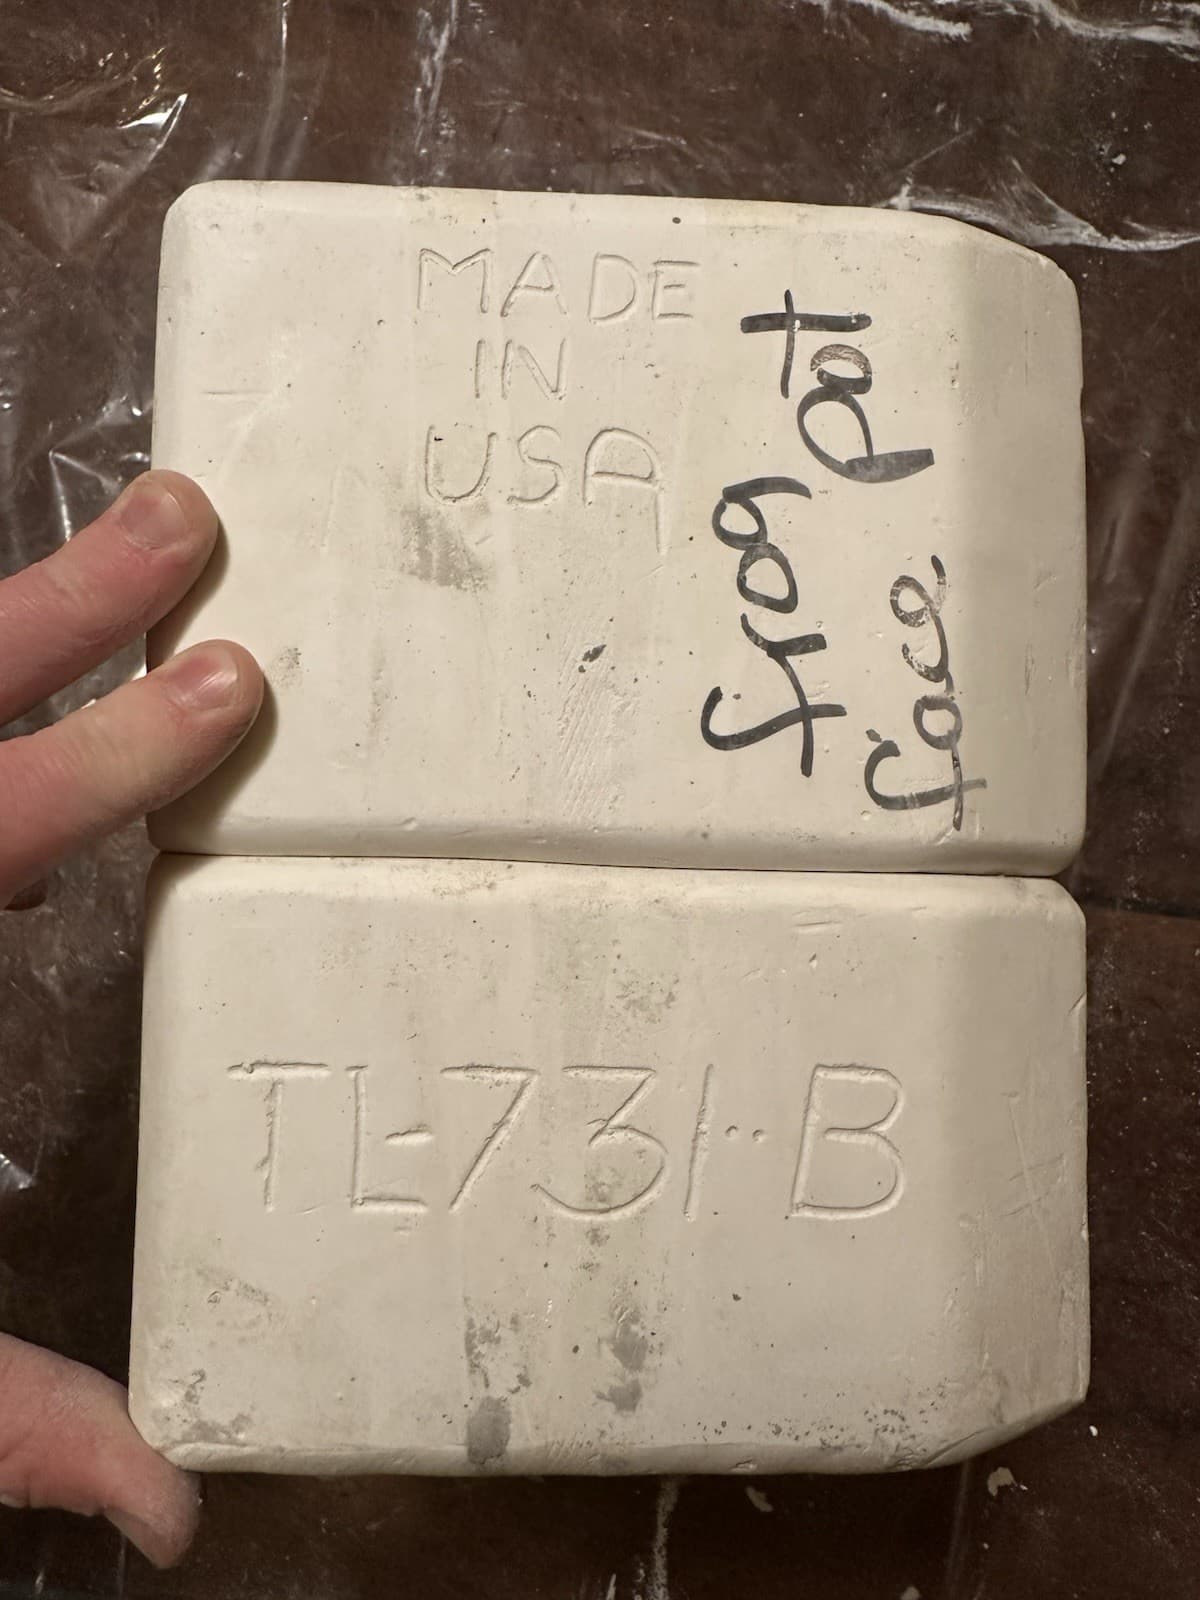 MADE
IN
USA
frog pot
face
TL-731-B